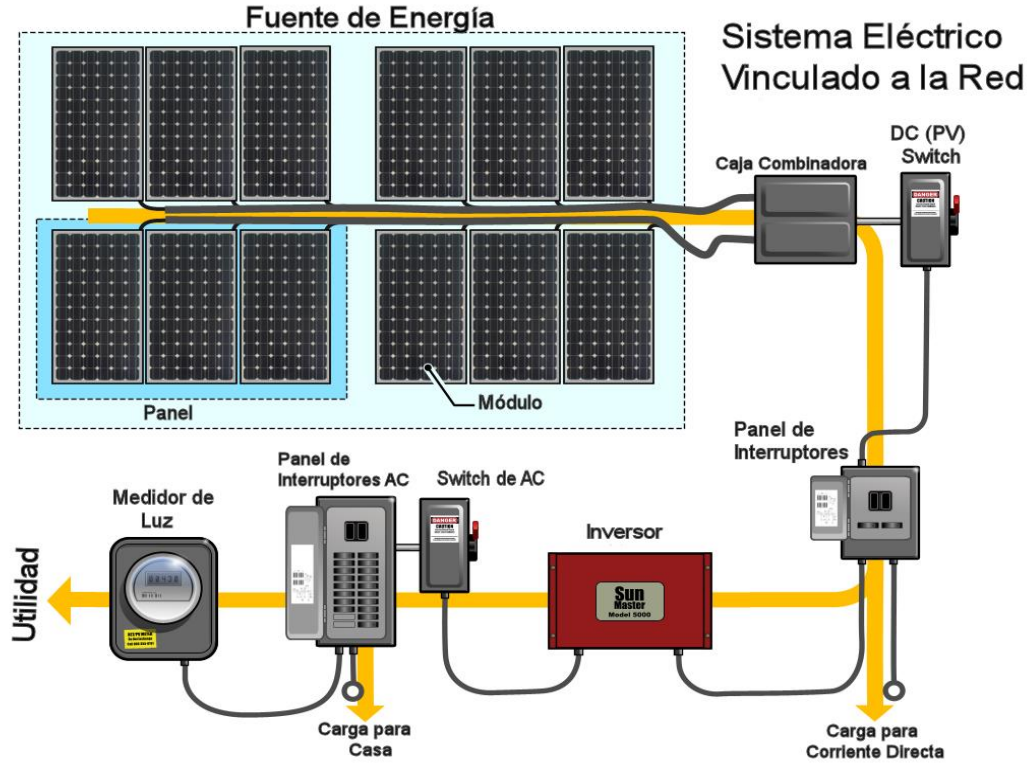 Fuente de Energía
Sistema Eléctrico
Vinculado a la Red
DC (PV)
Switch
Caja Combinadora
DANGER
CAUTION
Panel
Módulo
Panel de
Interruptores
Panel de
Interruptores AC
Switch de AC
DANGER
CAUTION
Medidor de
Luz
Inversor
Sun
Master
Model 5000
Utilidad
Carga para
Casa
Carga para
Corriente Directa